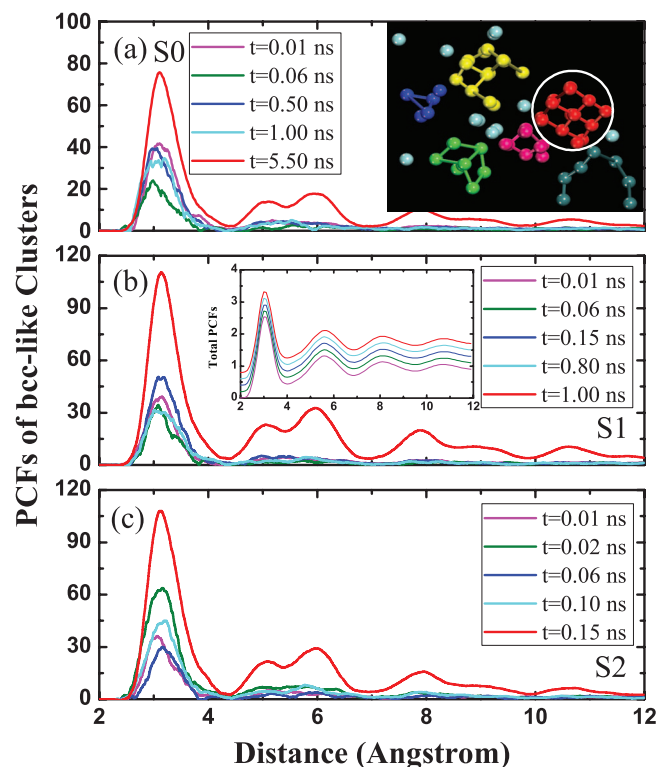 PCFs of bcc-like Clusters
100
80
60
40
20
0
(a) S0
t=0.01 ns
t=0.06 ns
t=0.50 ns
t=1.00 ns
t=5.50 ns
120
90
60
30
0
(b)
Total PCFs
4
3
2
1
0
2 4 6 8 10 12
t=0.01 ns
t=0.06 ns
t=0.15 ns
t=0.80 ns
t=1.00 ns
S1
120
90
60
30
0
(c)
t=0.01 ns
t=0.02 ns
t=0.06 ns
t=0.10 ns
t=0.15 ns
S2
2 4 6 8 10 12
Distance (Angstrom)